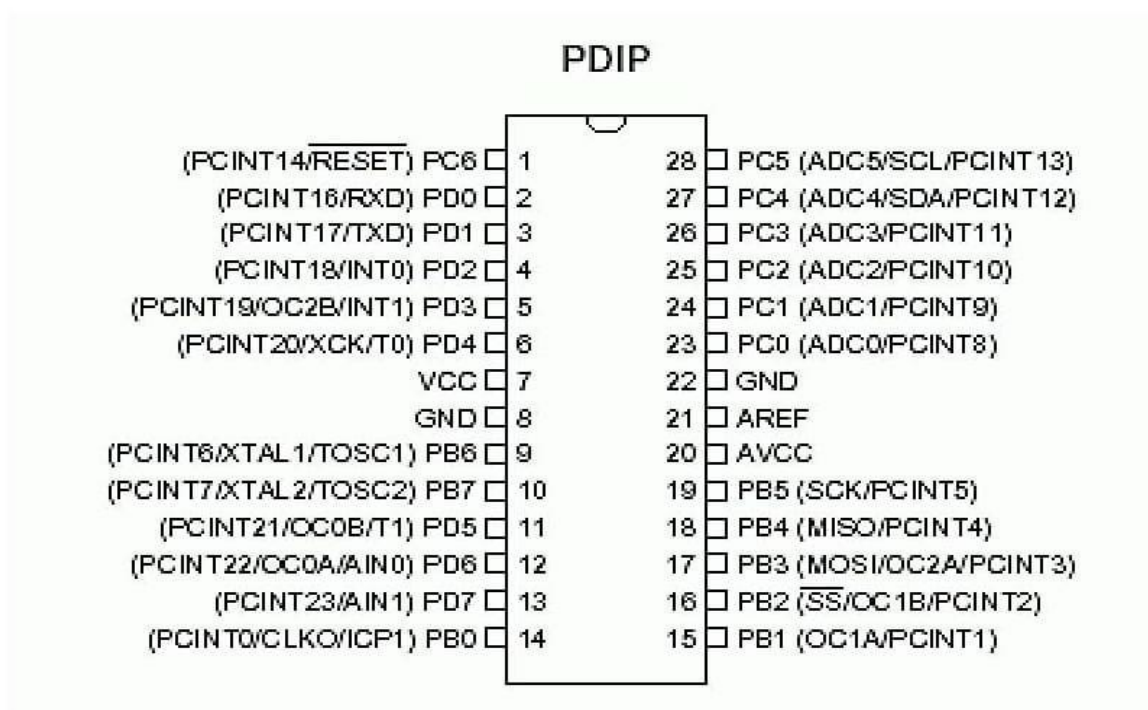 PDIP
(PCINT14/RESET) PC6 1 28 PC5 (ADC5/SCL/PCINT13)
(PCINT16/RXD) PD0 2 27 PC4 (ADC4/SDA/PCINT12)
(PCINT17/TXD) PD1 3 26 PC3 (ADC3/PCINT11)
(PCINT18/INT0) PD2 4 25 PC2 (ADC2/PCINT10)
(PCINT19/OC2B/INT1) PD3 5 24 PC1 (ADC1/PCINT9)
(PCINT20/XCK/T0) PD4 6 23 PC0 (ADC0/PCINT8)
VCC 7 22 GND
GND 8 21 AREF
(PCINT6/XTAL1/TOSC1) PB6 9 20 AVCC
(PCINT7/XTAL2/TOSC2) PB7 10 19 PB5 (SCK/PCINT5)
(PCINT21/OC0B/T1) PD5 11 18 PB4 (MISO/PCINT4)
(PCINT22/OC0A/AIN0) PD6 12 17 PB3 (MOSI/OC2A/PCINT3)
(PCINT23/AIN1) PD7 13 16 PB2 (SS/OC1B/PCINT2)
(PCINT0/CLKO/ICP1) PB0 14 15 PB1 (OC1A/PCINT1)